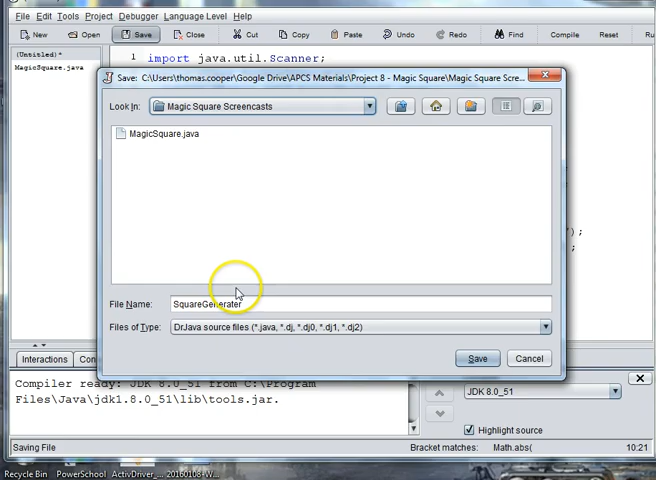 File Edit Tools Project Debugger Language Level Help
New Open Save Close Cut Copy Paste Undo Redo Find Compile Reset
(Untitled)*
MagicSquare.java
1 import java.util.Scanner;
Save: C:\Users\thomas.cooper\Google Drive\APCS Materials\Project 8 - Magic Square\Magic Square Scre...
Look In: Magic Square Screencasts
MagicSquare.java
");
;
File Name: SquareGenerater
Files of Type: DrJava source files (*.java, *.dj, *.dj0, *.dj1, *.dj2)
Save Cancel
Interactions
Compiler ready: JDK 8.0_51 from C:\Program
Files\Java\jdk1.8.0_51\lib\tools.jar.
JDK 8.0_51
Highlight source
Saving File Bracket matches: Math.abs( 10:21
Recycle Bin PowerSchool ActivDriver_... 20160108-W...